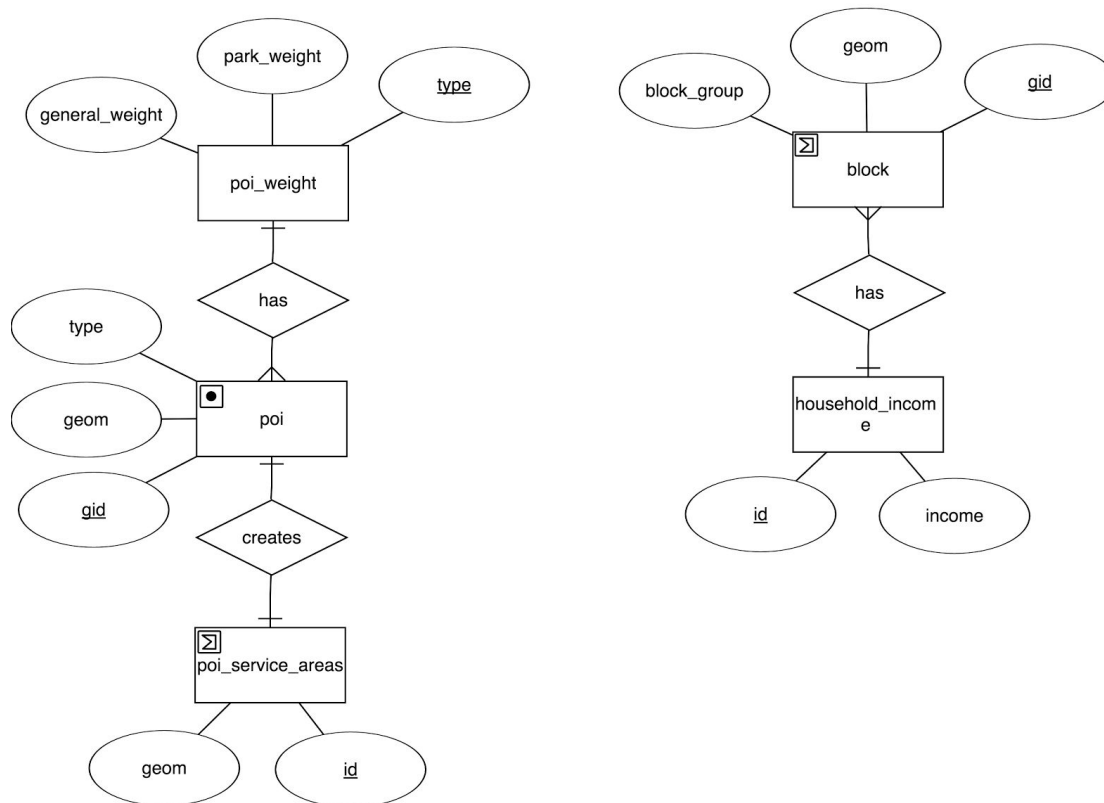 park_weight
type
general_weight
poi_weight
has
type
geom
poi
gid
creates
poi_service_areas
geom
id
geom
gid
block_group
block
has
household_incom
e
id
income